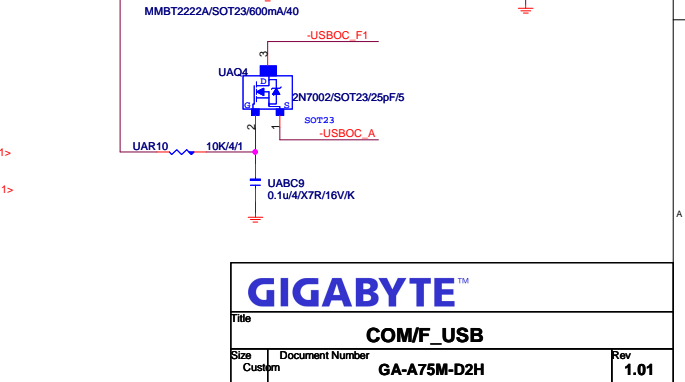 MMBT2222A/SOT23/600mA/40
-USBOC_F1
3
UAQ4
D
2N7002/SOT23/25pF/5
G
S
SOT23
2
1
-USBOC_A
UAR10
10K/4/1
1>
UABC9
0.1u/4/X7R/16V/K
1>
A
GIGABYTE™
Title
COM/F_USB
Size
Custom
Document Number
GA-A75M-D2H
Rev
1.01